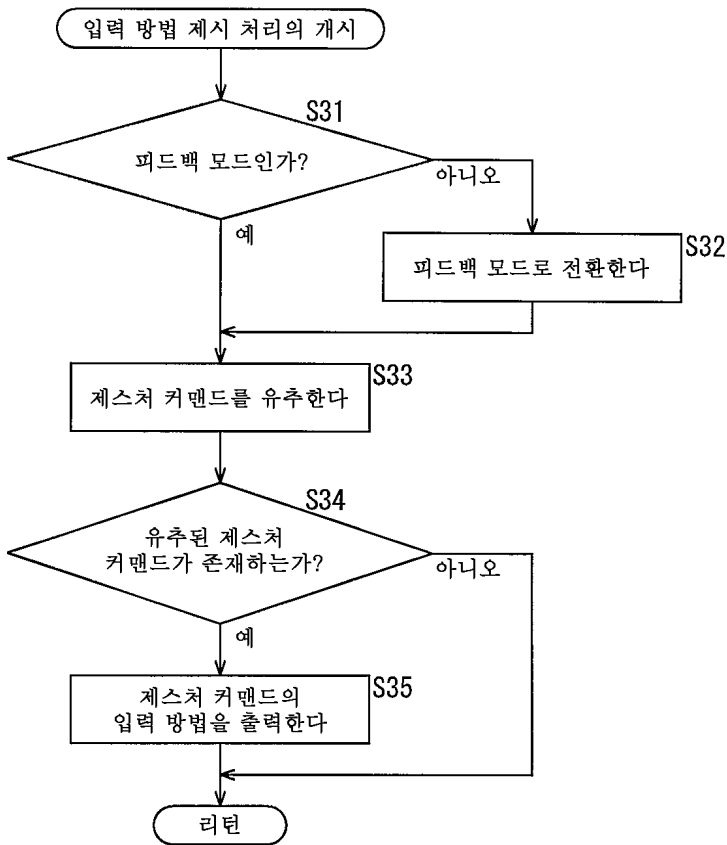 입력 방법 제시 처리의 개시
S31
피드백 모드인가?
아니오
예
S32
피드백 모드로 전환한다
S33
제스처 커맨드를 유추한다
S34
유추된 제스처
커맨드가 존재하는가?
아니오
예
S35
제스처 커맨드의
입력 방법을 출력한다
리턴